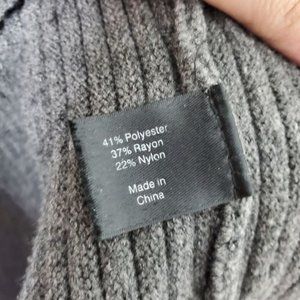 41% Polyester
37% Rayon
22% Nylon
Made in
China